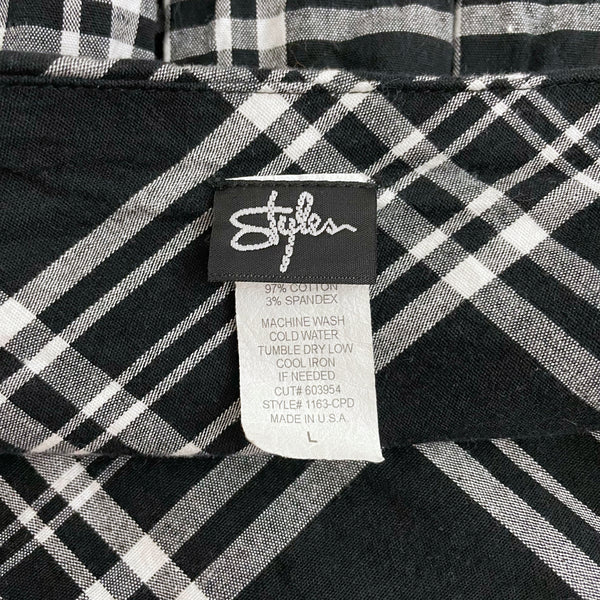 Styles
97% COTTON
3% SPANDEX
MACHINE WASH
COLD WATER
TUMBLE DRY LOW
COOL IRON
IF NEEDED
CUT# 603954
STYLE# 1163-CPD
MADE IN U.S.A.
L